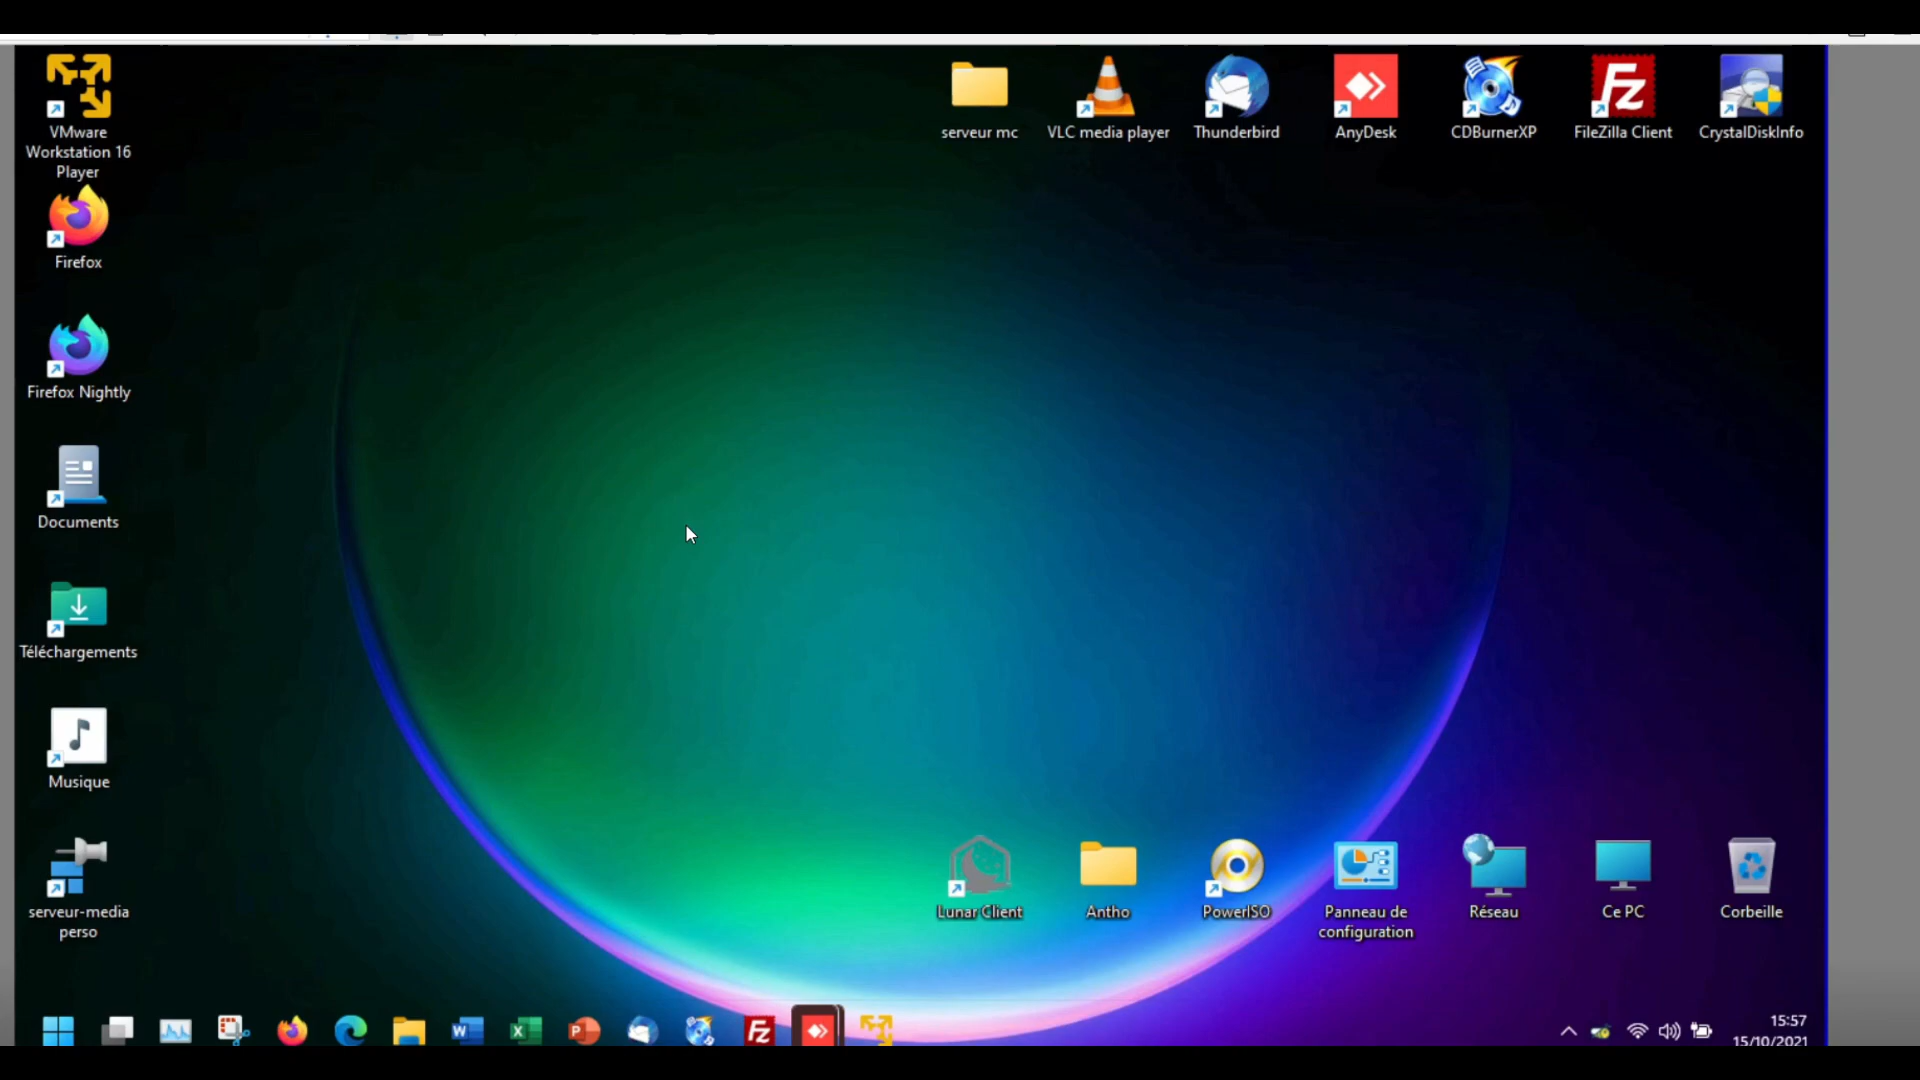 serveur mc
VLC media player
Thunderbird
AnyDesk
CDBurnerXP
FileZilla Client
CrystalDiskInfo
VMware
Workstation 16
Player
Firefox
Firefox Nightly
Documents
Téléchargements
Musique
serveur-media
perso
Lunar Client
Antho
PowerISO
Panneau de
configuration
Réseau
Ce PC
Corbeille
15:57
15/10/2021